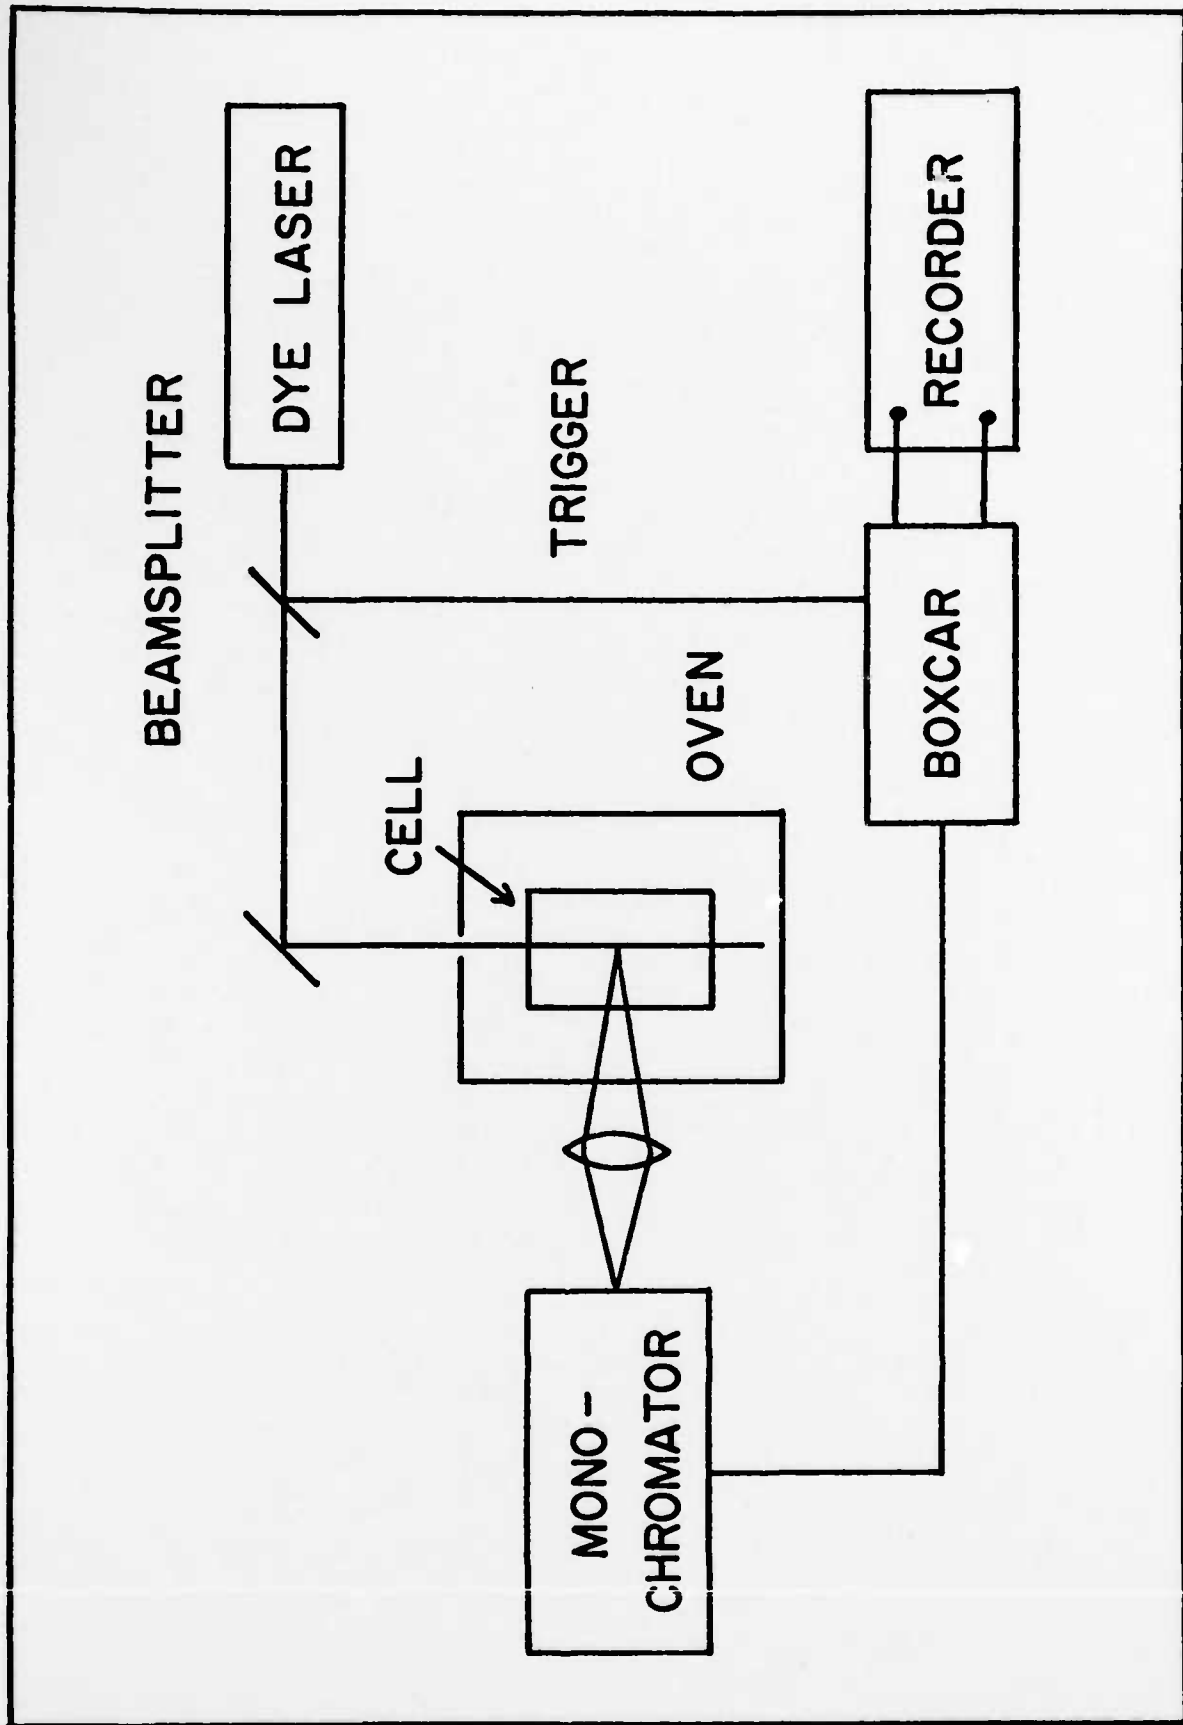 BEAMSPLITTER
DYE LASER
CELL
TRIGGER
OVEN
MONO-
CHROMATOR
BOXCAR
RECORDER